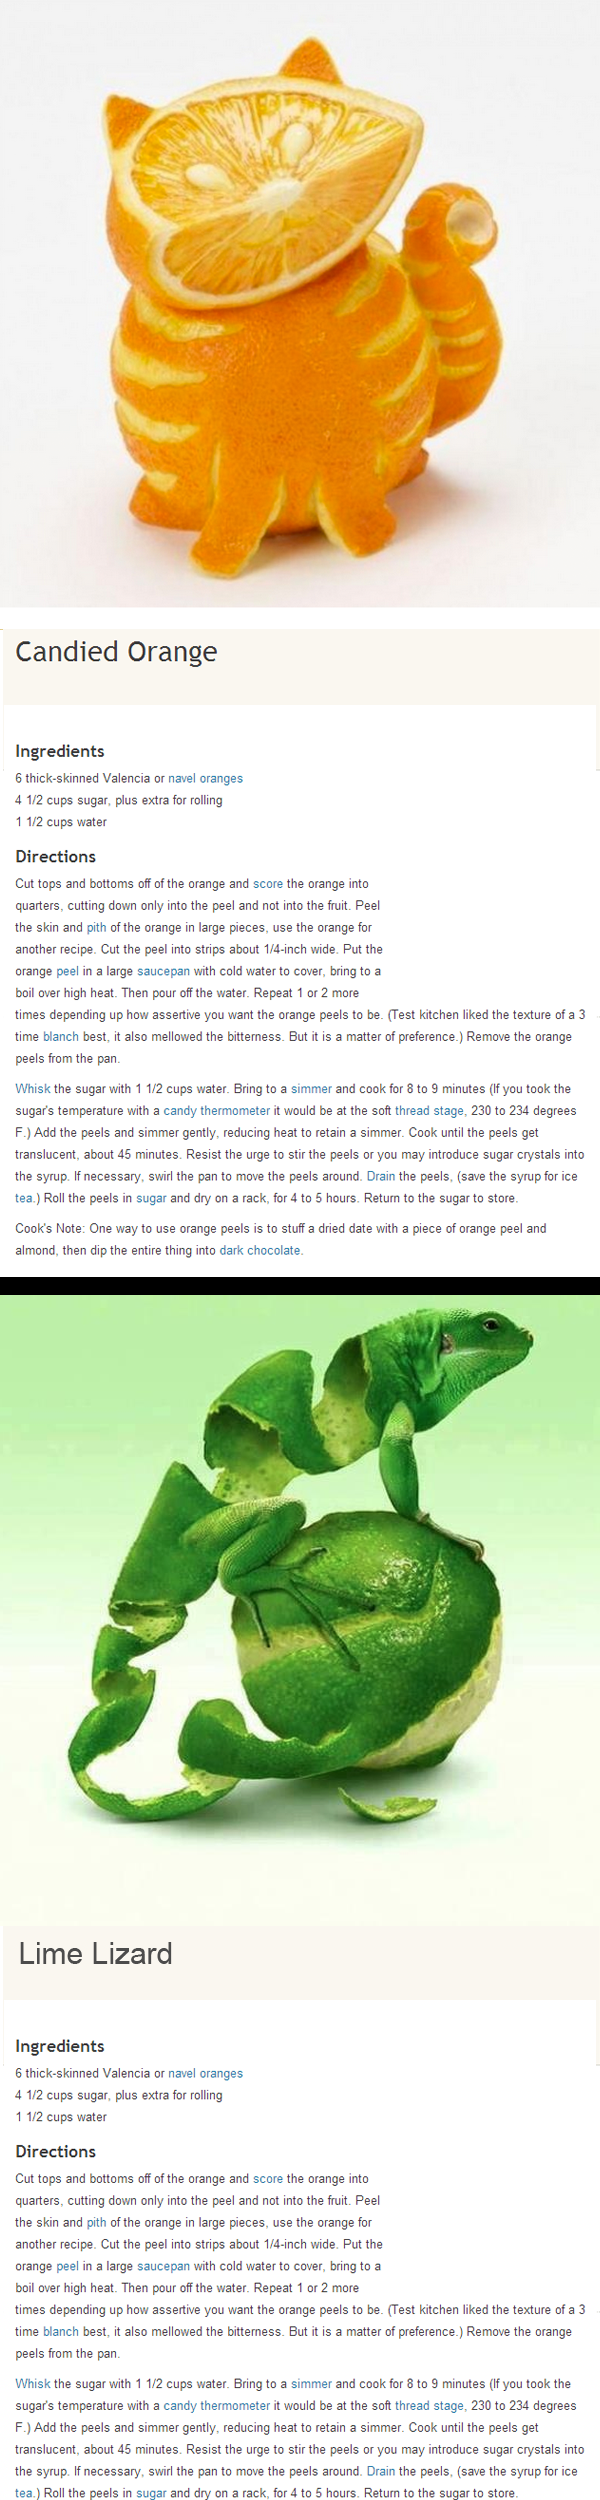 Candied Orange
Ingredients
6 thick-skinned Valencia or navel oranges
4 1/2 cups sugar, plus extra for rolling
1 1/2 cups water
Directions
Cut tops and bottoms off of the orange and score the orange into
quarters, cutting down only into the peel and not into the fruit. Peel
the skin and pith of the orange in large pieces, use the orange for
another recipe. Cut the peel into strips about 1/4-inch wide. Put the
orange peel in a large saucepan with cold water to cover, bring to a
boil over high heat. Then pour off the water. Repeat 1 or 2 more
times depending up how assertive you want the orange peels to be. (Test kitchen liked the texture of a 3
time blanch best, it also mellowed the bitterness. But it is a matter of preference.) Remove the orange
peels from the pan.
Whisk the sugar with 1 1/2 cups water. Bring to a simmer and cook for 8 to 9 minutes (If you took the
sugar's temperature with a candy thermometer it would be at the soft thread stage, 230 to 234 degrees
F.) Add the peels and simmer gently, reducing heat to retain a simmer. Cook until the peels get
translucent, about 45 minutes. Resist the urge to stir the peels or you may introduce sugar crystals into
the syrup. If necessary, swirl the pan to move the peels around. Drain the peels, (save the syrup for ice
tea.) Roll the peels in sugar and dry on a rack, for 4 to 5 hours. Return to the sugar to store.
Cook's Note: One way to use orange peels is to stuff a dried date with a piece of orange peel and
almond, then dip the entire thing into dark chocolate.
Lime Lizard
Ingredients
6 thick-skinned Valencia or navel oranges
4 1/2 cups sugar, plus extra for rolling
1 1/2 cups water
Directions
Cut tops and bottoms off of the orange and score the orange into
quarters, cutting down only into the peel and not into the fruit. Peel
the skin and pith of the orange in large pieces, use the orange for
another recipe. Cut the peel into strips about 1/4-inch wide. Put the
orange peel in a large saucepan with cold water to cover, bring to a
boil over high heat. Then pour off the water. Repeat 1 or 2 more
times depending up how assertive you want the orange peels to be. (Test kitchen liked the texture of a 3
time blanch best, it also mellowed the bitterness. But it is a matter of preference.) Remove the orange
peels from the pan.
Whisk the sugar with 1 1/2 cups water. Bring to a simmer and cook for 8 to 9 minutes (If you took the
sugar's temperature with a candy thermometer it would be at the soft thread stage, 230 to 234 degrees
F.) Add the peels and simmer gently, reducing heat to retain a simmer. Cook until the peels get
translucent, about 45 minutes. Resist the urge to stir the peels or you may introduce sugar crystals into
the syrup. If necessary, swirl the pan to move the peels around. Drain the peels, (save the syrup for ice
tea.) Roll the peels in sugar and dry on a rack, for 4 to 5 hours. Return to the sugar to store.